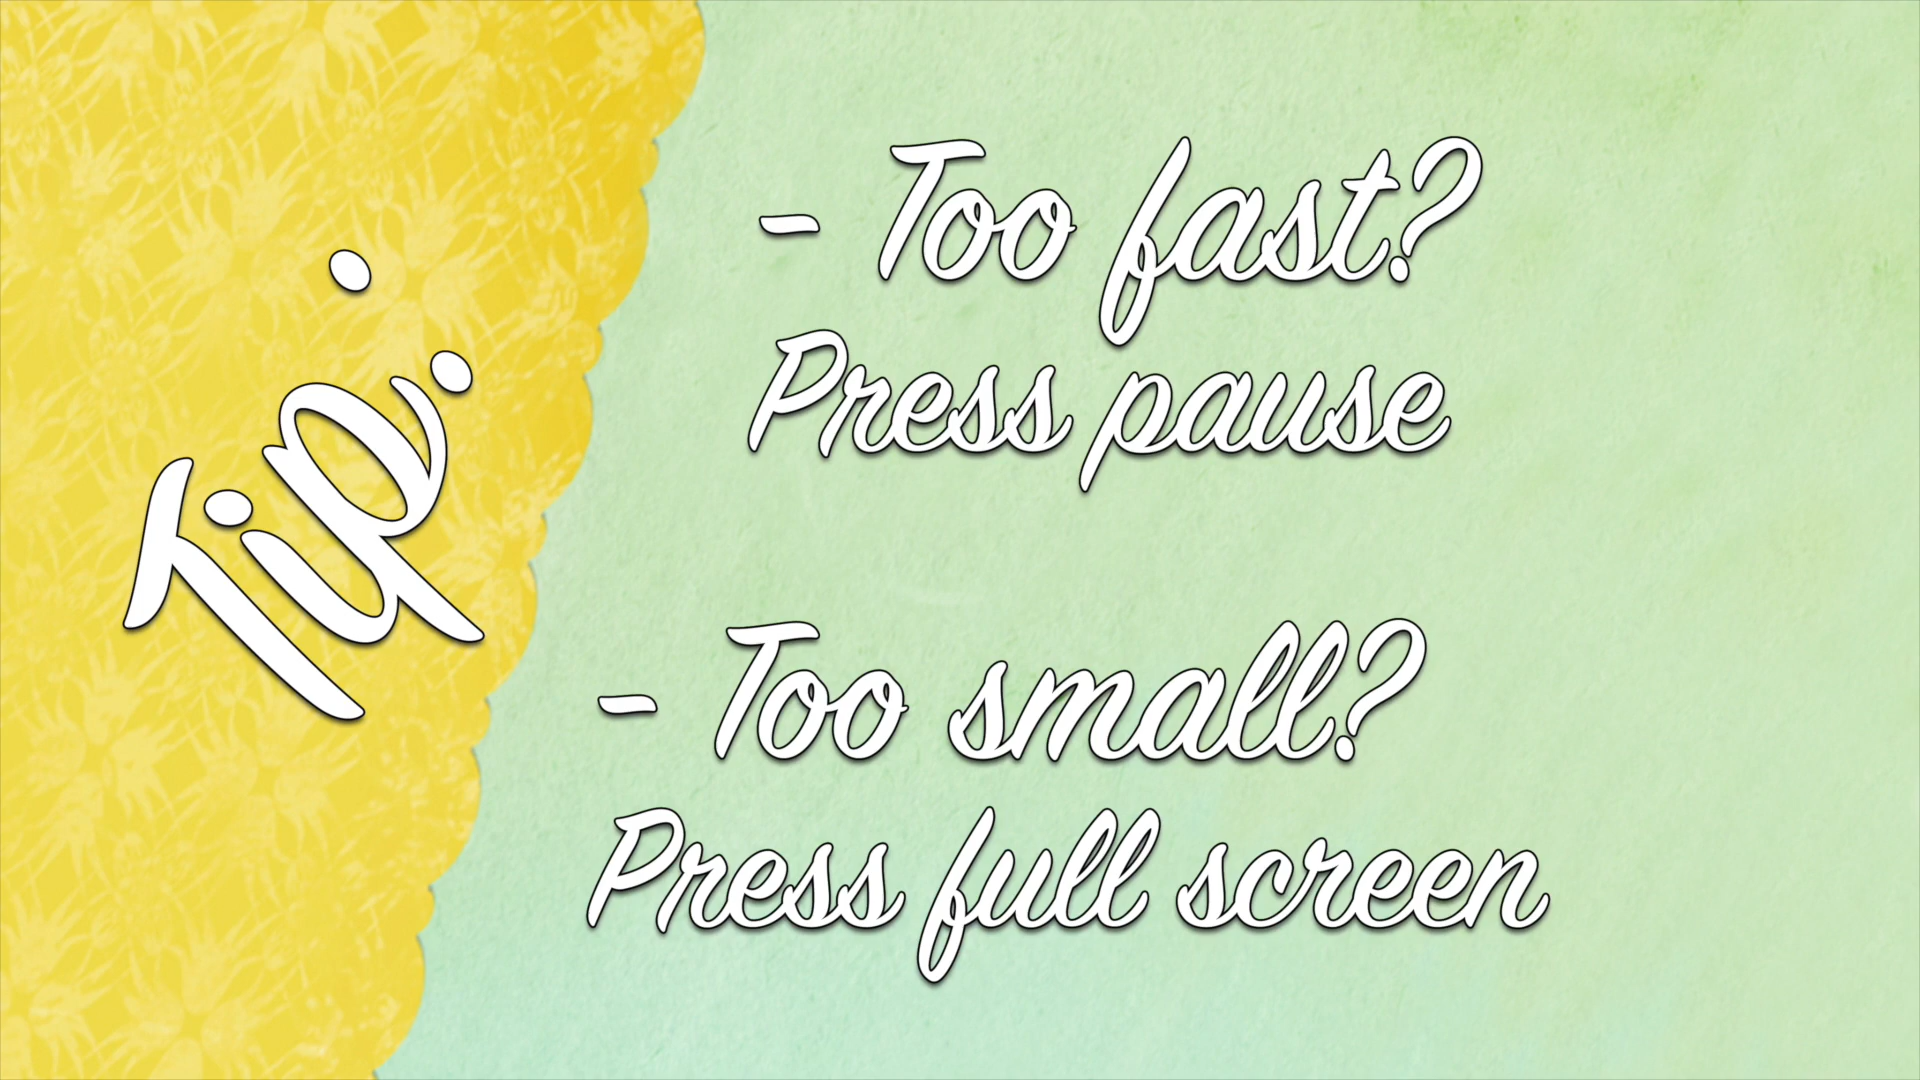 Tip:
- Too fast?
Press pause
- Too small?
Press full screen